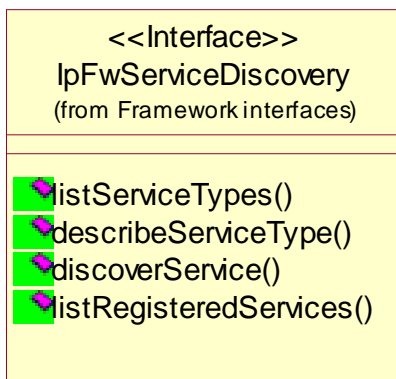 <<Interface>>
IpFwServiceDiscovery
(from Framework interfaces)
listServiceTypes()
describeServiceType()
discoverService()
listRegisteredServices()